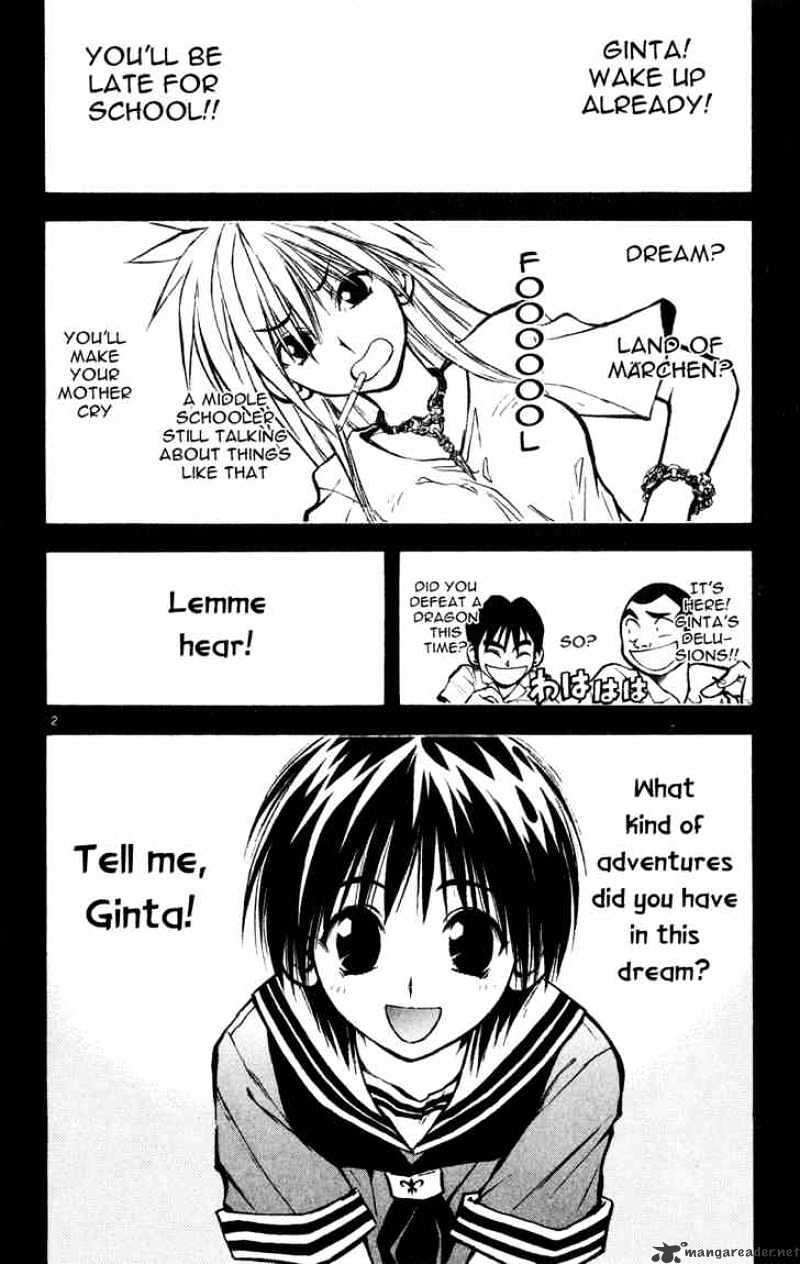 GINTA!
WAKE UP
ALREADY!
YOU'LL BE
LATE FOR
SCHOOL!!
DREAM?
LAND OF
MÄRCHEN?
FOOOOOOL
A MIDDLE
SCHOOLER
STILL TALKING
ABOUT THINGS
LIKE THAT
YOU'LL
MAKE
YOUR
MOTHER
CRY
IT'S
HERE!
GINTA'S
DELU-
SIONS!!
SO?
DID YOU
DEFEAT A
DRAGON
THIS
TIME?
わははは
Lemme
hear!
2
What
kind of
adventures
did you have
in this
dream?
Tell me,
Ginta!
mangareader.net